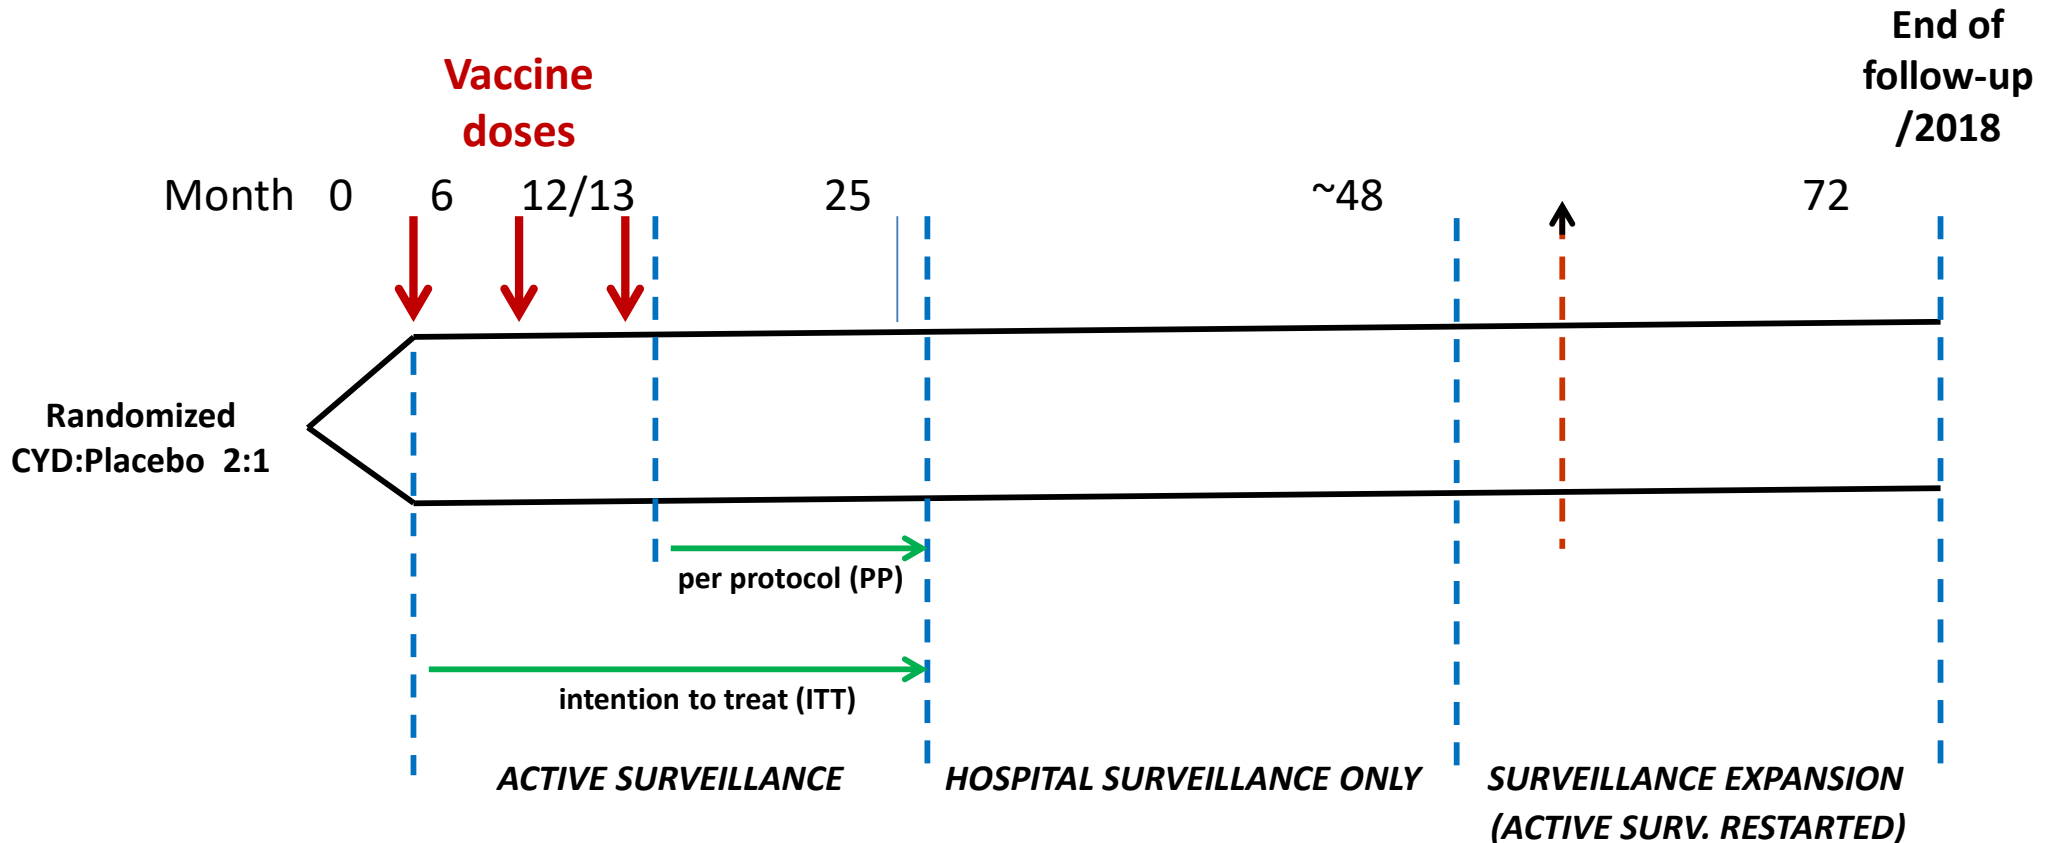 End of
follow-up
/2018
Vaccine
doses
Month 0 6 12/13 25 ~48 72
Randomized
CYD:Placebo 2:1
per protocol (PP)
intention to treat (ITT)
ACTIVE SURVEILLANCE
HOSPITAL SURVEILLANCE ONLY
SURVEILLANCE EXPANSION
(ACTIVE SURV. RESTARTED)